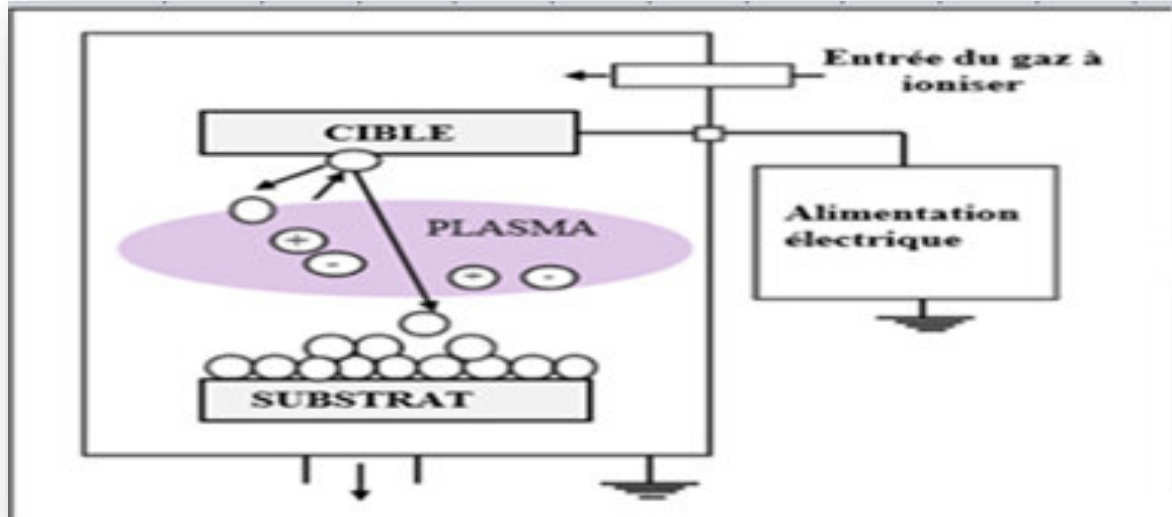 Entrée du gaz à
ioniser
CIBLE
PLASMA
+
-
+
-
Alimentation
électrique
SUBSTRAT